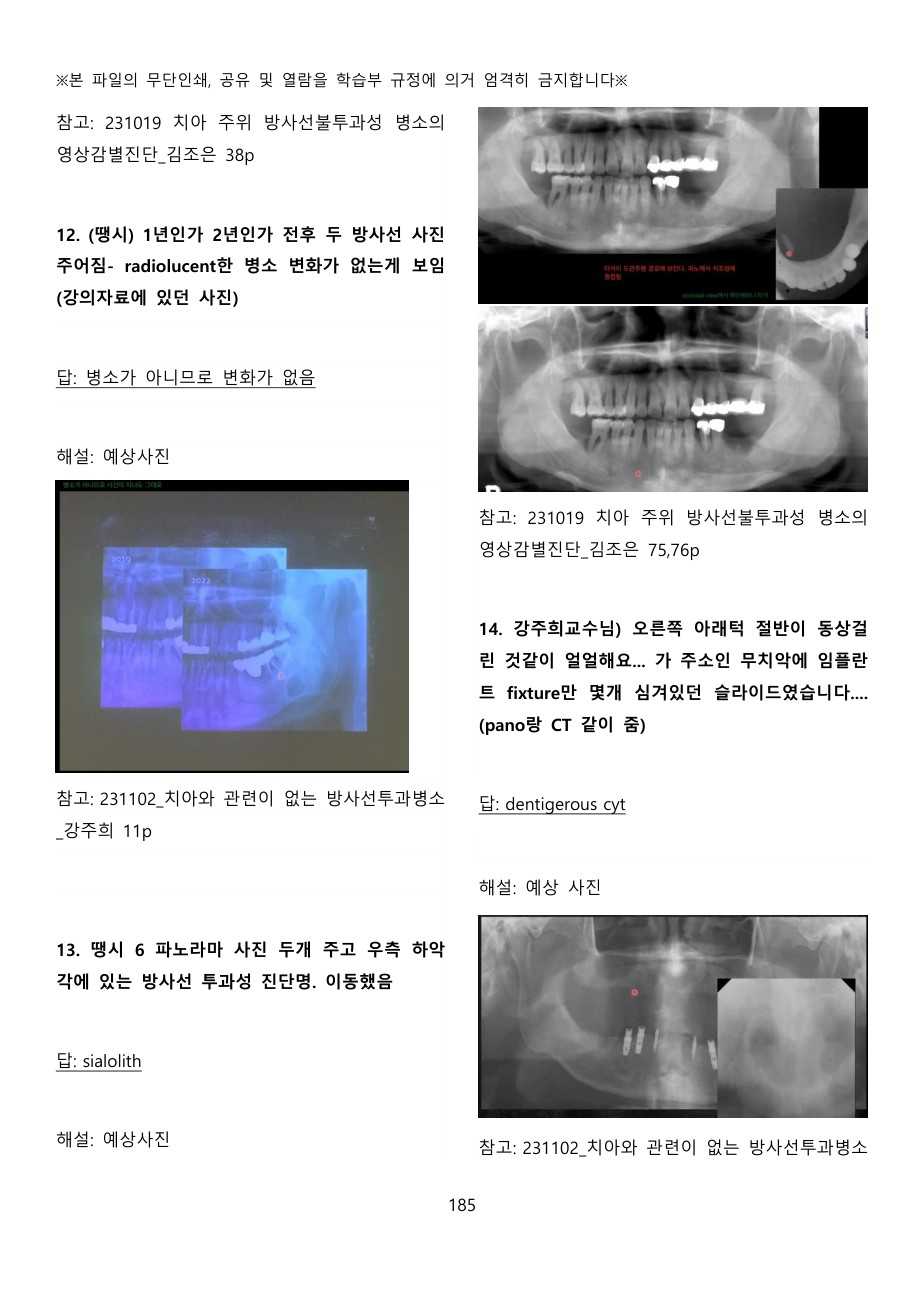 ※본 파일의 무단인쇄, 공유 및 열람을 학습부 규정에 의거 엄격히 금지합니다※
참고: 231019 치아 주위 방사선불투과성 병소의
영상감별진단_김조은 38p
12. (땡시) 1년인가 2년인가 전후 두 방사선 사진
주어짐- radiolucent한 병소 변화가 없는게 보임
(강의자료에 있던 사진)
답: 병소가 아니므로 변화가 없음
해설: 예상사진
병소가 아니므로 시간이 지나도 그대로
2019
2022
참고: 231102_치아와 관련이 없는 방사선투과병소
_강주희 11p
13. 땡시 6 파노라마 사진 두개 주고 우측 하악
각에 있는 방사선 투과성 진단명. 이동했음
답: sialolith
해설: 예상사진
참고: 231019 치아 주위 방사선불투과성 병소의
영상감별진단_김조은 75,76p
14. 강주희교수님) 오른쪽 아래턱 절반이 동상걸
린 것같이 얼얼해요... 가 주소인 무치악에 임플란
트 fixture만 몇개 심겨있던 슬라이드였습니다....
(pano랑 CT 같이 줌)
답: dentigerous cyt
해설: 예상 사진
참고: 231102_치아와 관련이 없는 방사선투과병소
185